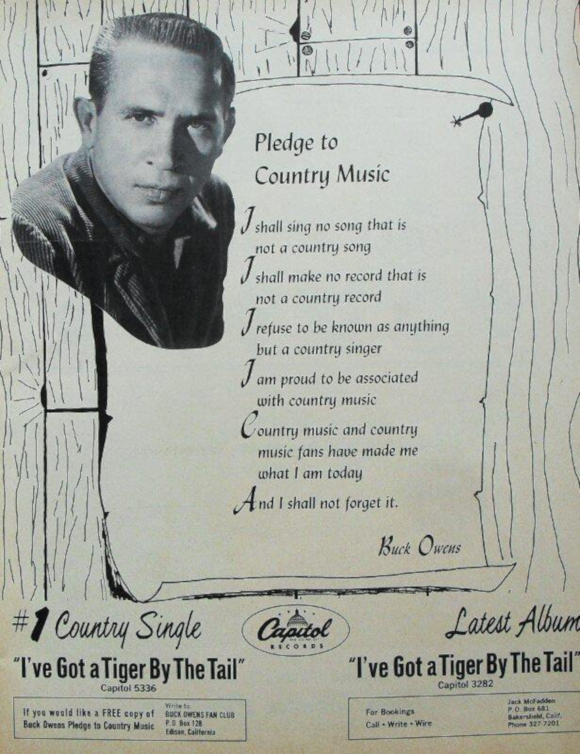 Pledge to
Country Music
I shall sing no song that is
not a country song
I shall make no record that is
not a country record
I refuse to be known as anything
but a country singer
I am proud to be associated
with country music
Country music and country
music fans have made me
what I am today
And I shall not forget it.
Buck Owens
#1 Country Single
"I've Got a Tiger By The Tail"
Capitol 5336
Capitol
RECORDS
Latest Album
"I've Got a Tiger By The Tail"
Capitol 3282
If you would like a FREE copy of
Buck Owens Pledge to Country Music
Write to
BUCK OWENS FAN CLUB
P.O. Box 128
Edison, California
For Bookings
Call • Write • Wire
Jack McFadden
P.O. Box 681
Bakersfield, Calif.
Phone 327-7201